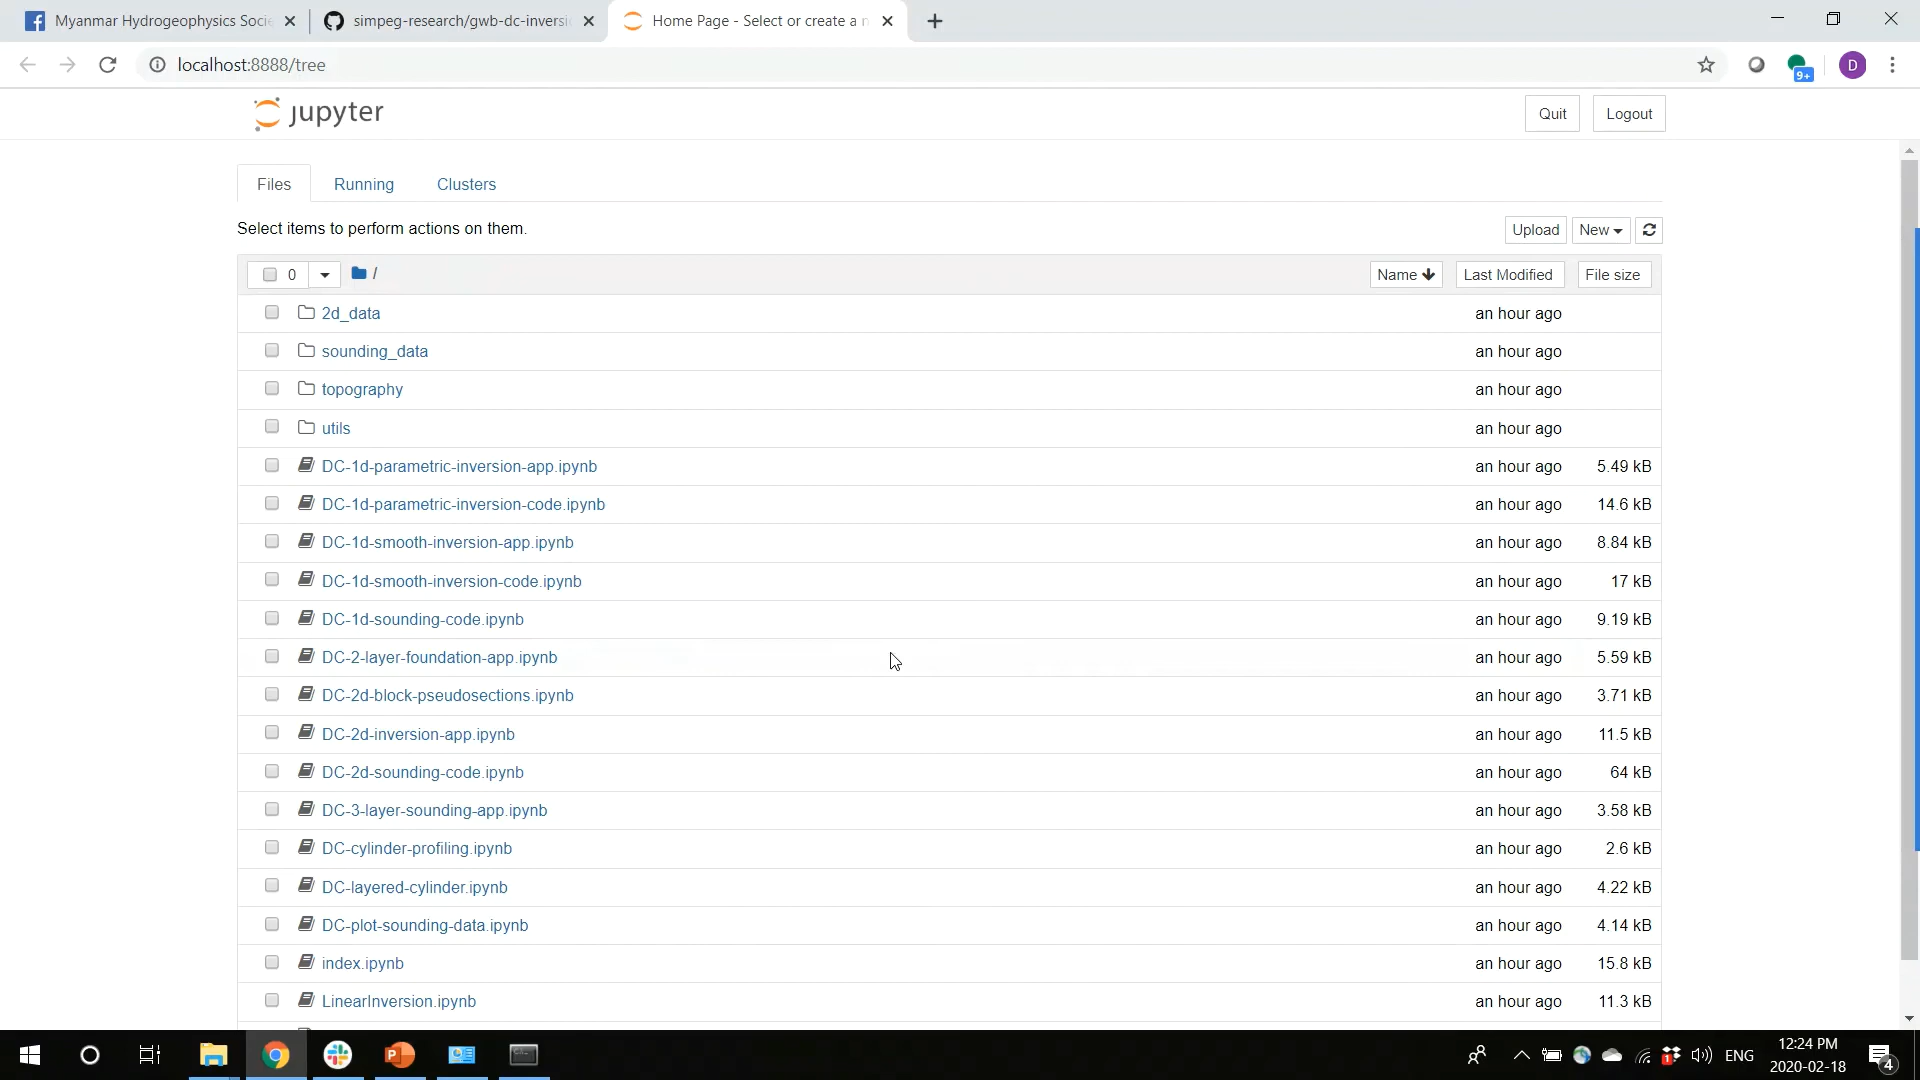 Myanmar Hydrogeophysics Socie
simpeg-research/gwb-dc-inversi
Home Page - Select or create a n
localhost:8888/tree
9+
D
jupyter
Quit
Logout
Files
Running
Clusters
Select items to perform actions on them.
Upload
New
0
/
Name
Last Modified
File size
2d_data an hour ago
sounding_data an hour ago
topography an hour ago
utils an hour ago
DC-1d-parametric-inversion-app.ipynb an hour ago 5.49 kB
DC-1d-parametric-inversion-code.ipynb an hour ago 14.6 kB
DC-1d-smooth-inversion-app.ipynb an hour ago 8.84 kB
DC-1d-smooth-inversion-code.ipynb an hour ago 17 kB
DC-1d-sounding-code.ipynb an hour ago 9.19 kB
DC-2-layer-foundation-app.ipynb an hour ago 5.59 kB
DC-2d-block-pseudosections.ipynb an hour ago 3.71 kB
DC-2d-inversion-app.ipynb an hour ago 11.5 kB
DC-2d-sounding-code.ipynb an hour ago 64 kB
DC-3-layer-sounding-app.ipynb an hour ago 3.58 kB
DC-cylinder-profiling.ipynb an hour ago 2.6 kB
DC-layered-cylinder.ipynb an hour ago 4.22 kB
DC-plot-sounding-data.ipynb an hour ago 4.14 kB
index.ipynb an hour ago 15.8 kB
LinearInversion.ipynb an hour ago 11.3 kB
ENG
12:24 PM
2020-02-18
4